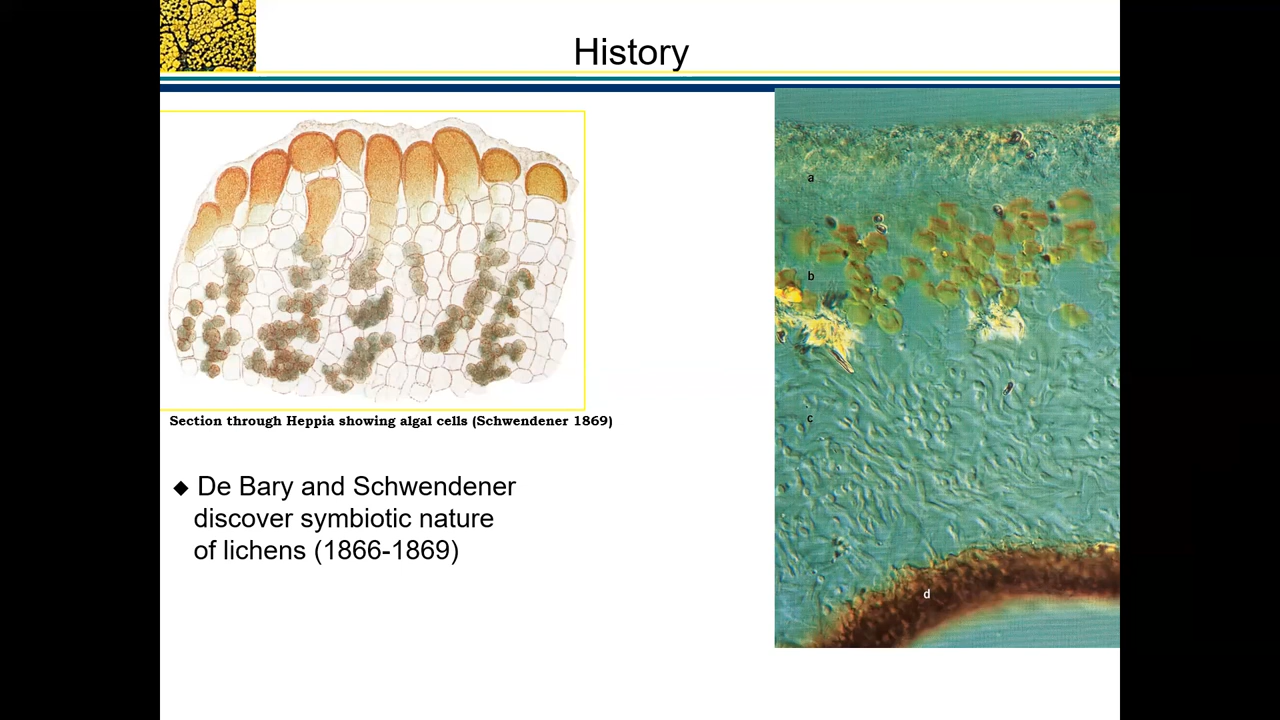 History
a
b
c
d
Section through Heppia showing algal cells (Schwendener 1869)
◆ De Bary and Schwendener
discover symbiotic nature
of lichens (1866-1869)